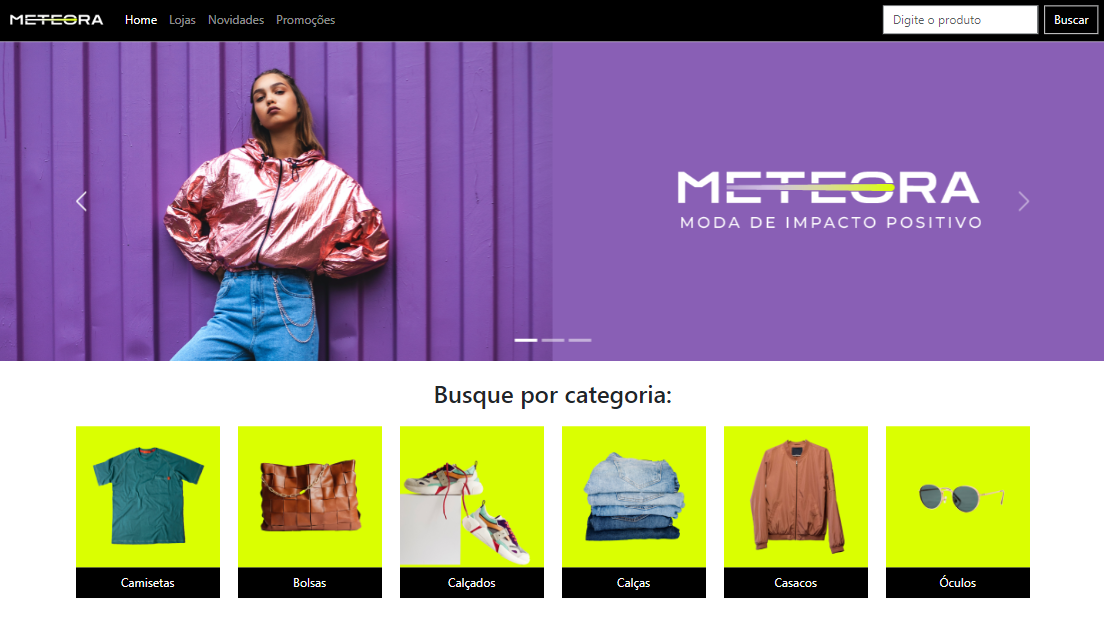 METEORA Home Lojas Novidades Promoções Digite o produto Buscar
METEORA
MODA DE IMPACTO POSITIVO
Busque por categoria:
Camisetas Bolsas Calçados Calças Casacos Óculos